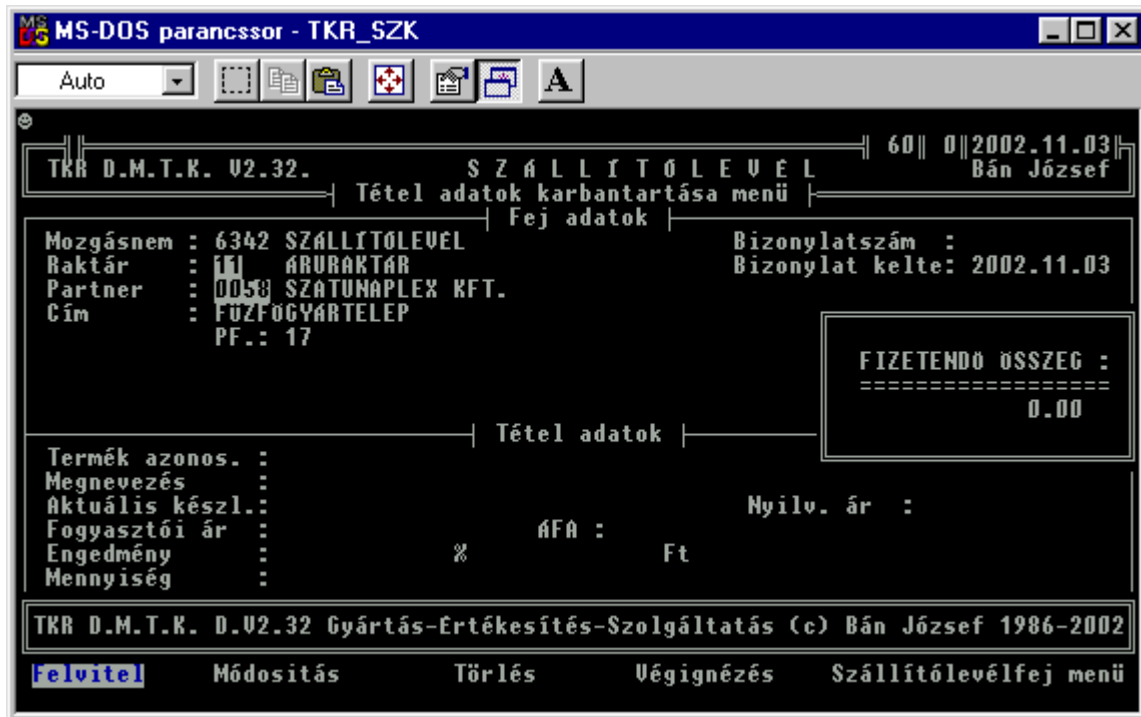 MS-DOS parancssor - TKR_SZK
Auto
60 0 2002.11.03
TKR D.M.T.K. V2.32. S Z Á L L Í T Ó L E V É L Bán József
Tétel adatok karbantartása menü
Fej adatok
Mozgásnem : 6342 SZÁLLÍTÓLEVÉL Bizonylatszám :
Raktár : 11 ÁRURAKTÁR Bizonylat kelte: 2002.11.03
Partner : 0058 SZATUNAPLEX KFT.
Cím : FŰZFŐGYÁRTELEP
PF.: 17
FIZETENDŐ ÖSSZEG :
==================
0.00
Tétel adatok
Termék azonos. :
Megnevezés :
Aktuális készl.: Nyilv. ár :
Fogyasztói ár : ÁFA :
Engedmény : % Ft
Mennyiség :
TKR D.M.T.K. D.V2.32 Gyártás-Értékesítés-Szolgáltatás (c) Bán József 1986-2002
Felvitel Módositás Törlés Végignézés Szállítólevélfej menü